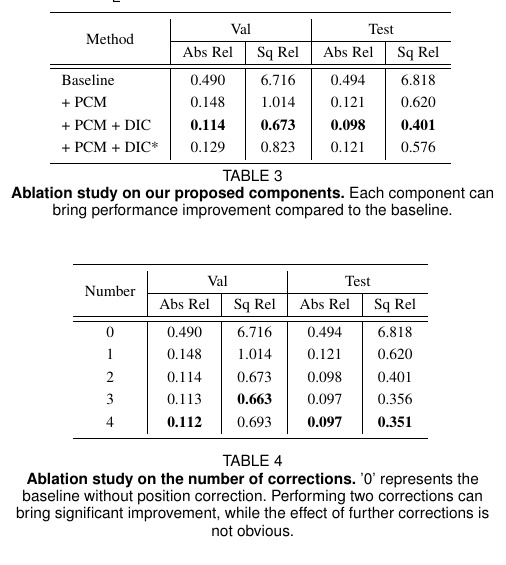 Method Val Test
Abs Rel Sq Rel Abs Rel Sq Rel
Baseline 0.490 6.716 0.494 6.818
+ PCM 0.148 1.014 0.121 0.620
+ PCM + DIC 0.114 0.673 0.098 0.401
+ PCM + DIC* 0.129 0.823 0.121 0.576
TABLE 3
Ablation study on our proposed components. Each component can
bring performance improvement compared to the baseline.
Number Val Test
Abs Rel Sq Rel Abs Rel Sq Rel
0 0.490 6.716 0.494 6.818
1 0.148 1.014 0.121 0.620
2 0.114 0.673 0.098 0.401
3 0.113 0.663 0.097 0.356
4 0.112 0.693 0.097 0.351
TABLE 4
Ablation study on the number of corrections. '0' represents the
baseline without position correction. Performing two corrections can
bring significant improvement, while the effect of further corrections is
not obvious.